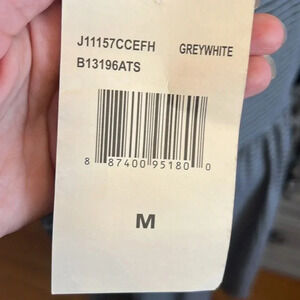 J11157CCEFH GREYWHITE
B13196ATS
8 87400 95180 0
M